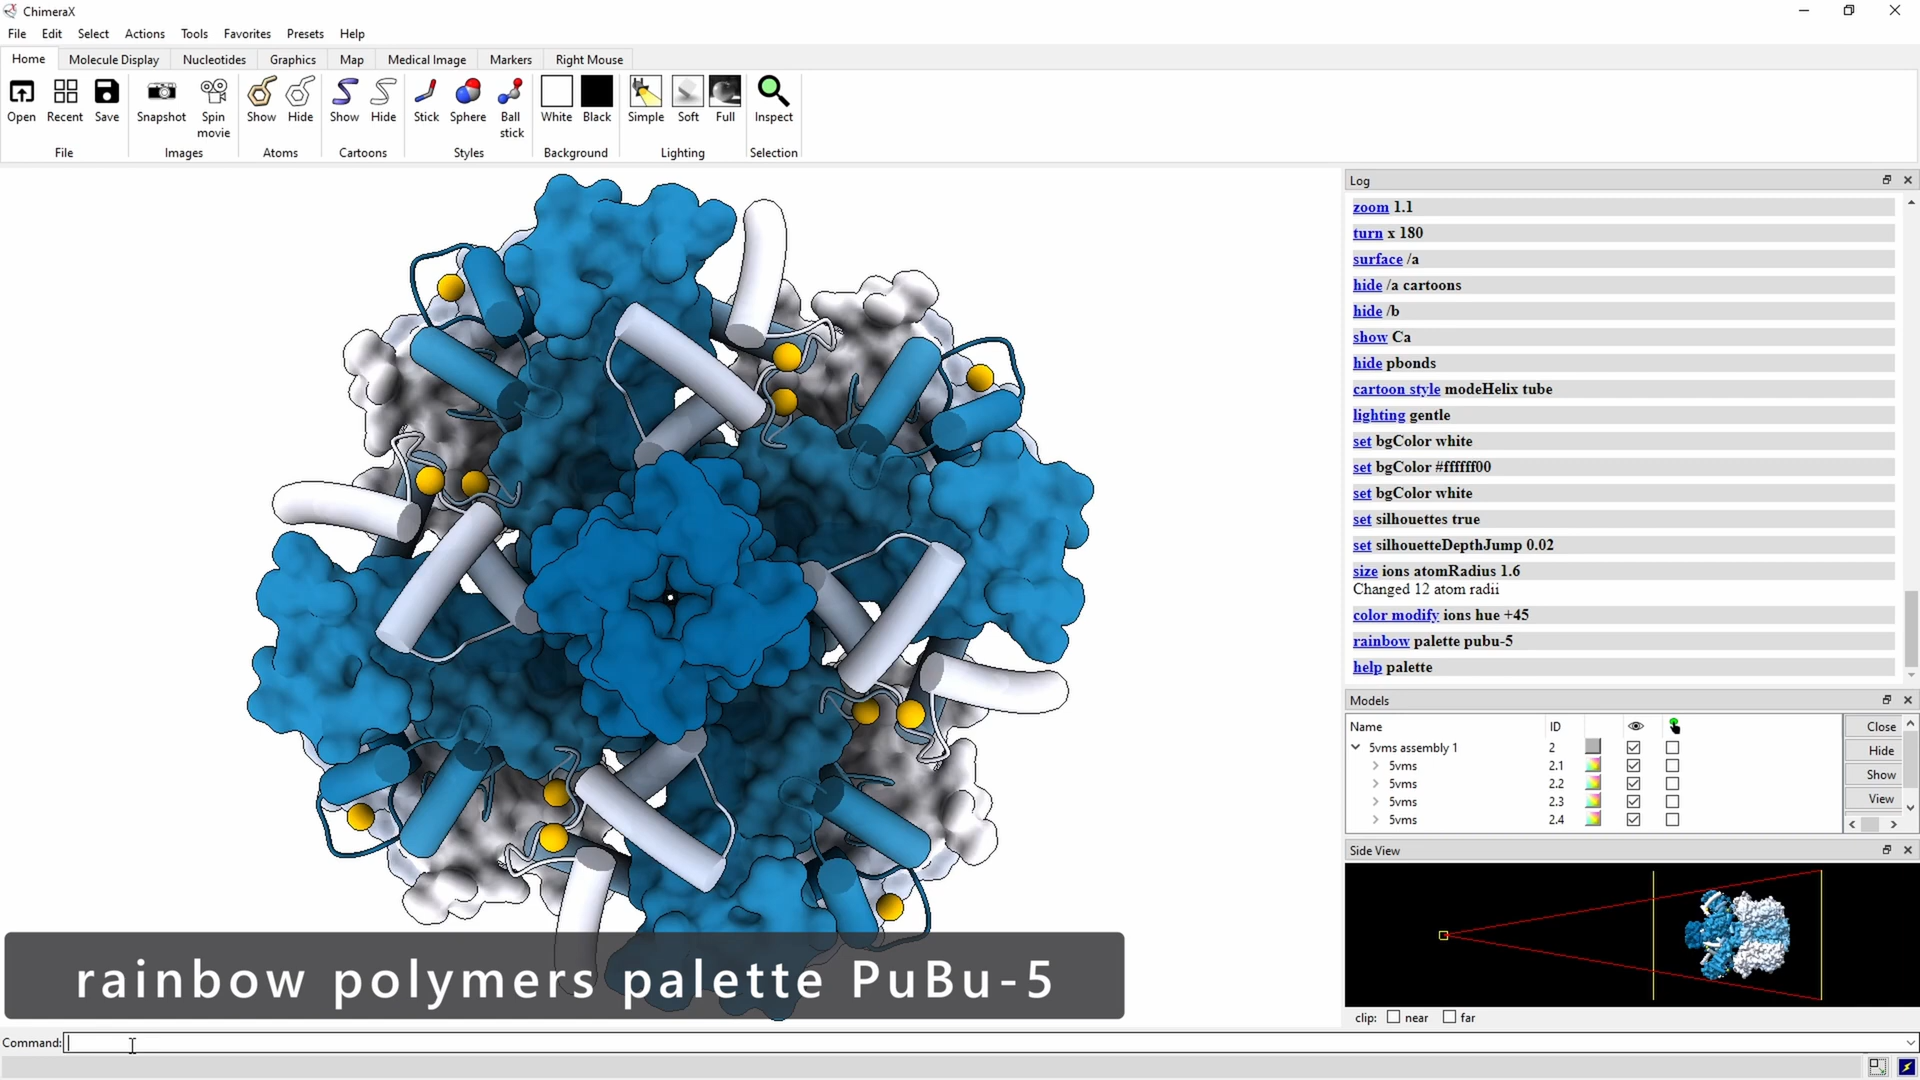 ChimeraX
File Edit Select Actions Tools Favorites Presets Help
Home Molecule Display Nucleotides Graphics Map Medical Image Markers Right Mouse
Open Recent Save Snapshot Spin movie Show Hide Show Hide Stick Sphere Ball stick White Black Simple Soft Full Inspect
File Images Atoms Cartoons Styles Background Lighting Selection
Log
zoom 1.1
turn x 180
surface /a
hide /a cartoons
hide /b
show Ca
hide pbonds
cartoon style modeHelix tube
lighting gentle
set bgColor white
set bgColor #ffffff00
set bgColor white
set silhouettes true
set silhouetteDepthJump 0.02
size ions atomRadius 1.6
Changed 12 atom radii
color modify ions hue +45
rainbow palette pubu-5
help palette
Models
Name ID
5vms assembly 1 2
5vms 2.1
5vms 2.2
5vms 2.3
5vms 2.4
Close
Hide
Show
View
Side View
clip: near far
rainbow polymers palette PuBu-5
Command: